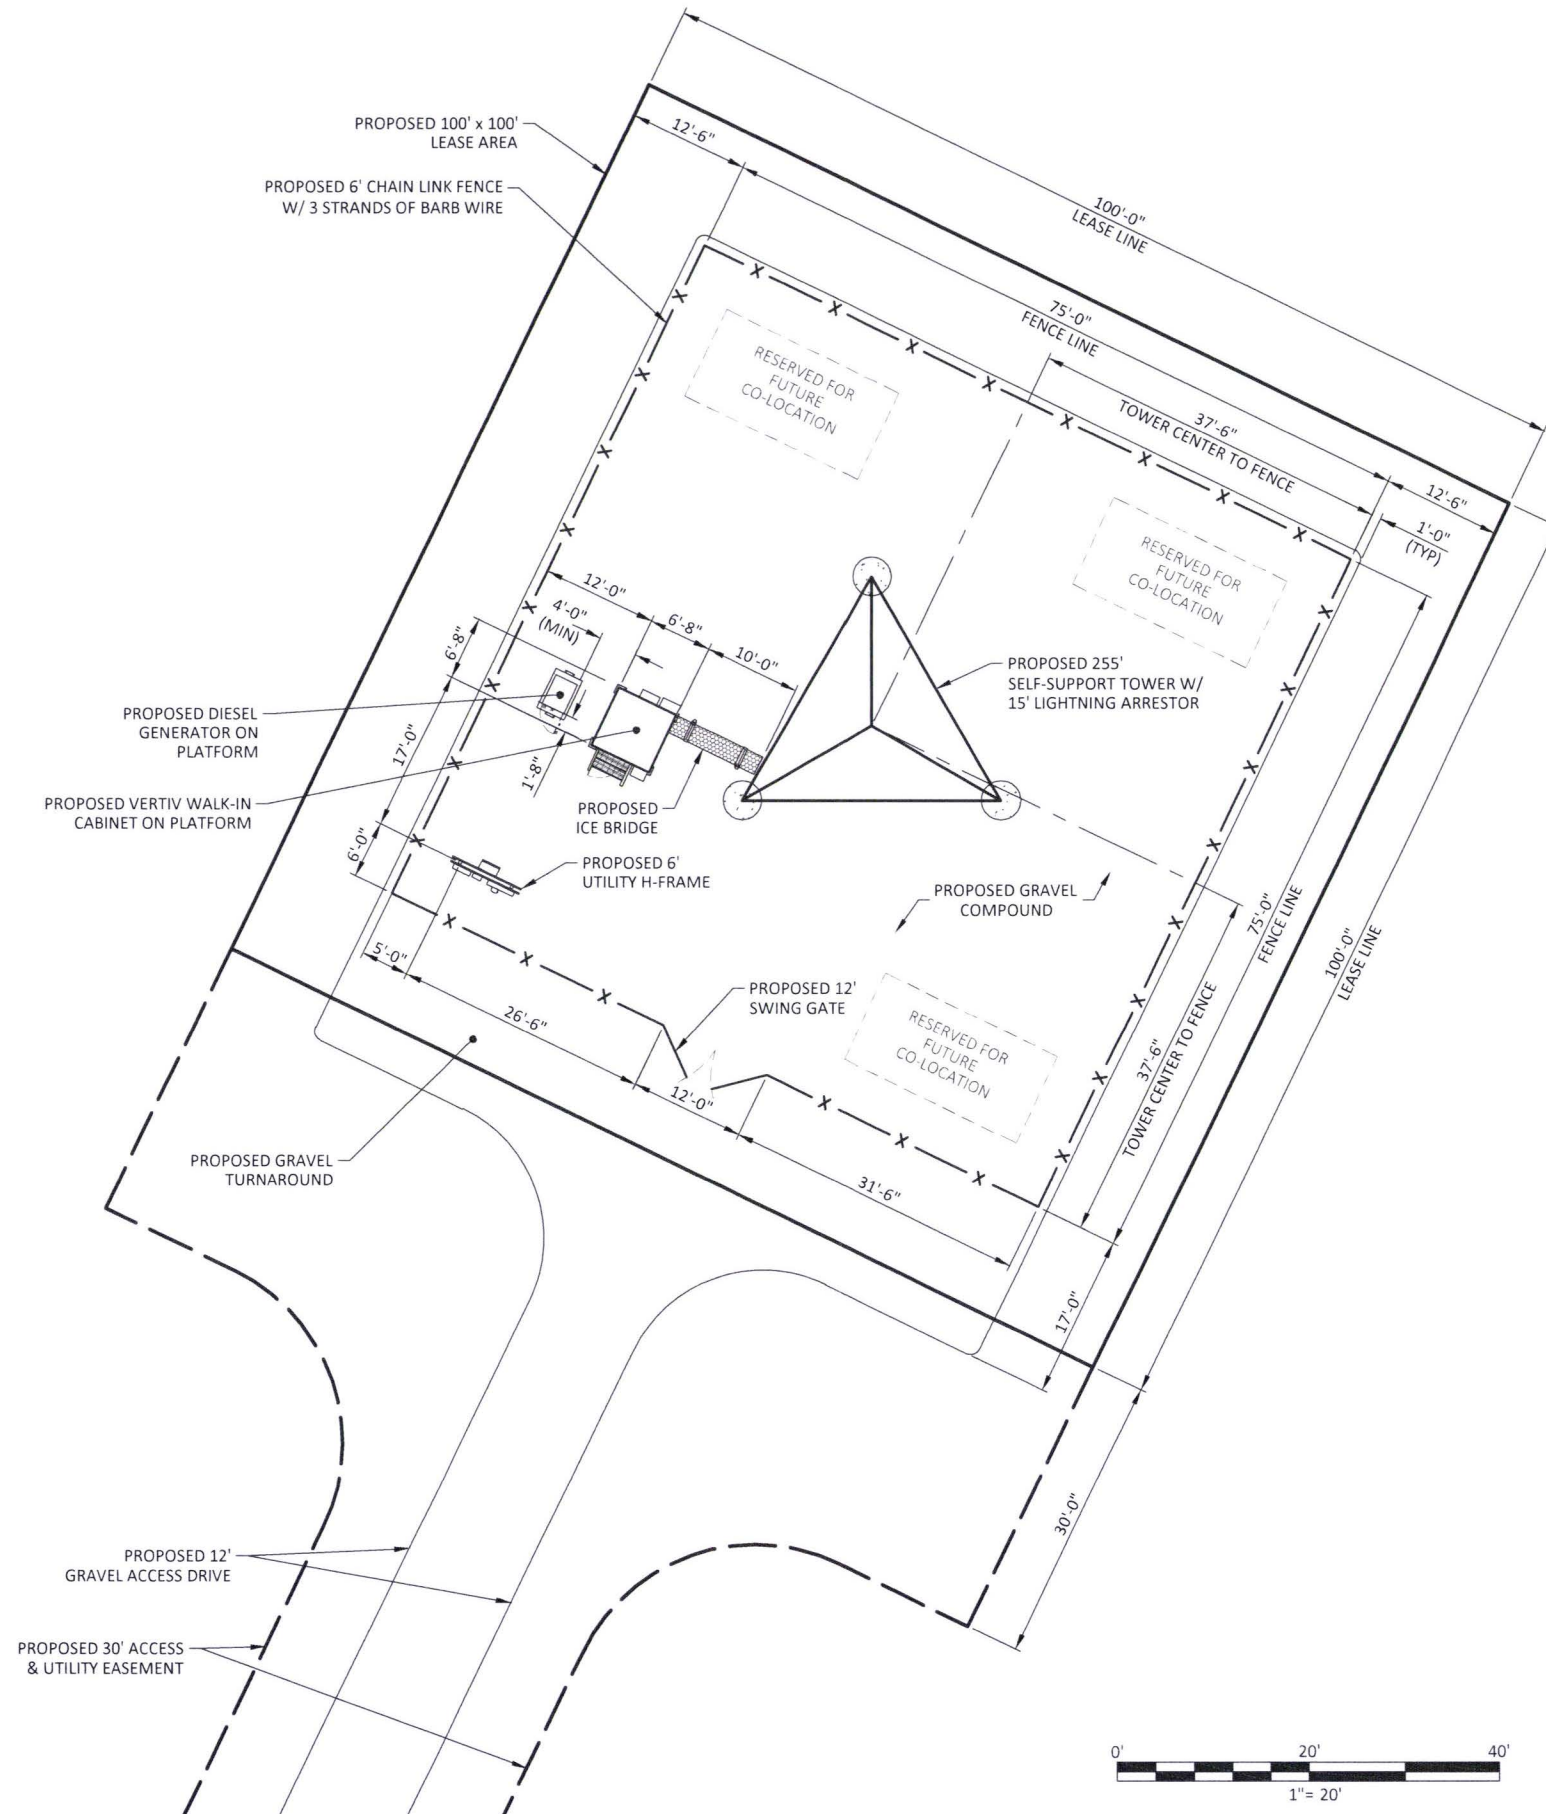 PROPOSED 100' x 100'
LEASE AREA
PROPOSED 6' CHAIN LINK FENCE
W/ 3 STRANDS OF BARB WIRE
12'-6"
100'-0"
LEASE LINE
75'-0"
FENCE LINE
37'-6"
TOWER CENTER TO FENCE
12'-6"
1'-0"
(TYP)
RESERVED FOR
FUTURE
CO-LOCATION
RESERVED FOR
FUTURE
CO-LOCATION
12'-0"
4'-0"
(MIN)
6'-8"
10'-0"
6'-8"
PROPOSED 255'
SELF-SUPPORT TOWER W/
15' LIGHTNING ARRESTOR
PROPOSED DIESEL
GENERATOR ON
PLATFORM
17'-0"
1'-8"
PROPOSED VERTIV WALK-IN
CABINET ON PLATFORM
PROPOSED
ICE BRIDGE
6'-0"
PROPOSED 6'
UTILITY H-FRAME
PROPOSED GRAVEL
COMPOUND
75'-0"
FENCE LINE
100'-0"
LEASE LINE
5'-0"
26'-6"
PROPOSED 12'
SWING GATE
12'-0"
RESERVED FOR
FUTURE
CO-LOCATION
37'-6"
TOWER CENTER TO FENCE
PROPOSED GRAVEL
TURNAROUND
31'-6"
17'-0"
30'-0"
PROPOSED 12'
GRAVEL ACCESS DRIVE
PROPOSED 30' ACCESS
& UTILITY EASEMENT
0' 20' 40'
1"= 20'